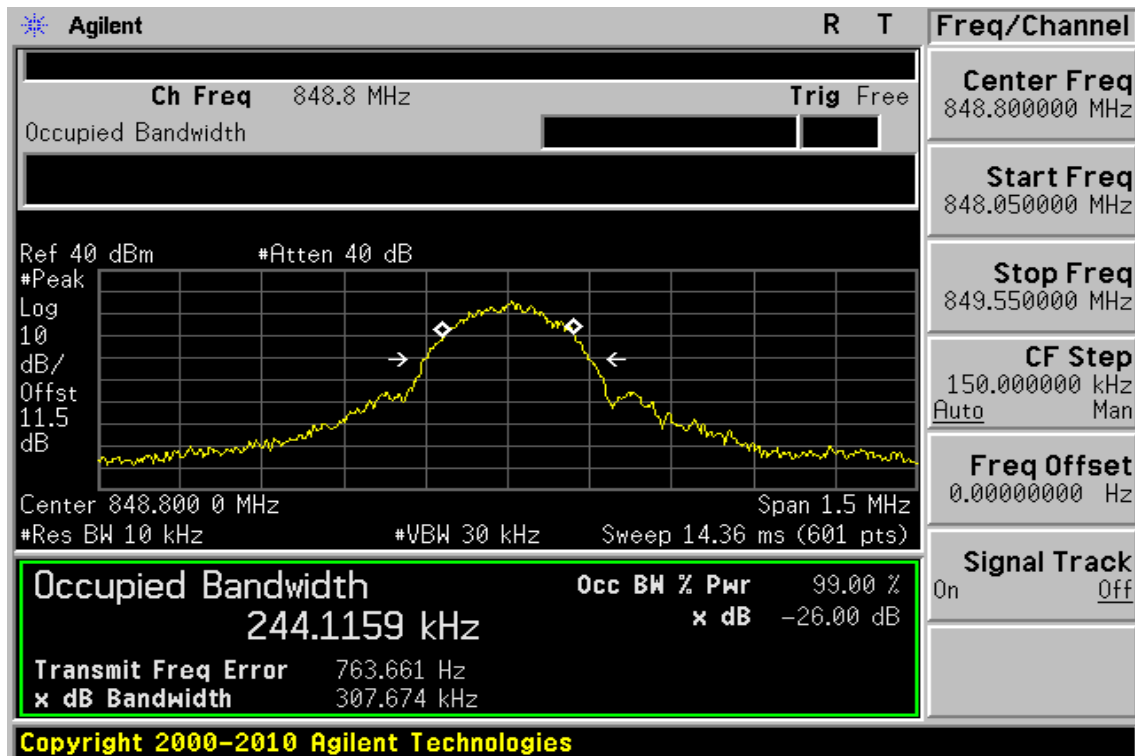 Agilent R T Freq/Channel
Ch Freq 848.8 MHz Trig Free
Occupied Bandwidth
Center Freq
848.800000 MHz
Start Freq
848.050000 MHz
Stop Freq
849.550000 MHz
CF Step
150.000000 kHz
Auto Man
Freq Offset
0.00000000 Hz
Signal Track
On Off
Ref 40 dBm #Atten 40 dB
#Peak
Log
10
dB/
Offst
11.5
dB
Center 848.800 0 MHz Span 1.5 MHz
#Res BW 10 kHz #VBW 30 kHz Sweep 14.36 ms (601 pts)
Occupied Bandwidth Occ BW % Pwr 99.00 %
244.1159 kHz x dB -26.00 dB
Transmit Freq Error 763.661 Hz
x dB Bandwidth 307.674 kHz
Copyright 2000-2010 Agilent Technologies